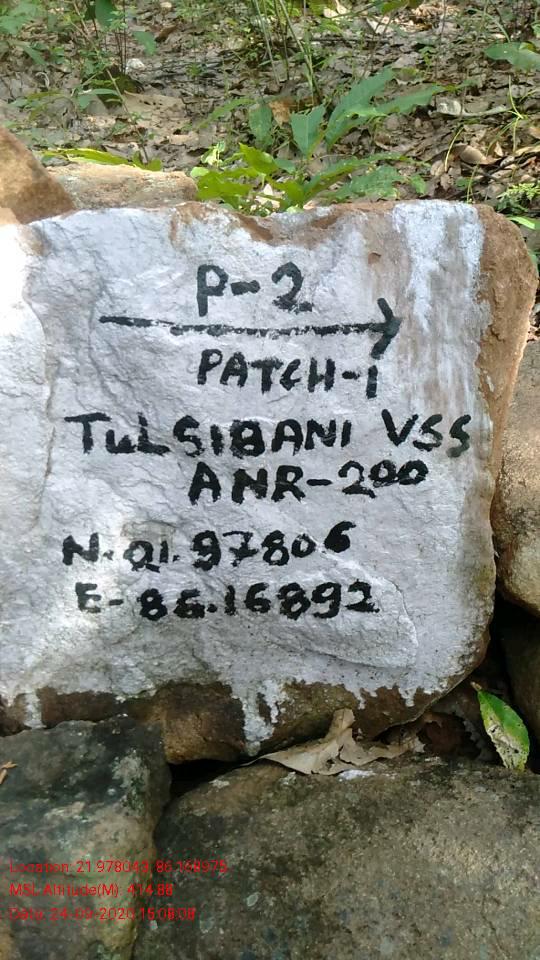 P-2
PATCH-1
TULSIBANI VSS
ANR-200
N.21.97806
E-86.16892
Location: 21.978043, 86.168975
MSL Altitude(M): 414.88
Date: 24-09-2020 15:08:08